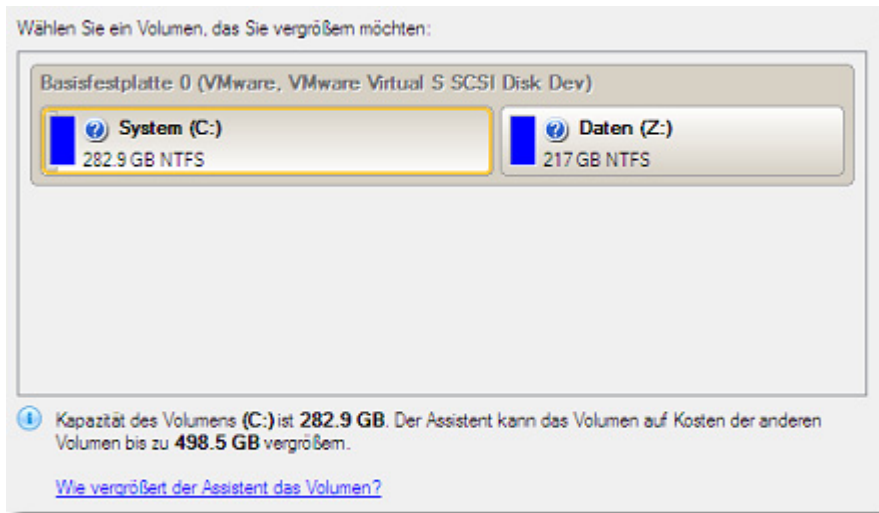 Wählen Sie ein Volumen, das Sie vergrößern möchten:
Basisfestplatte 0 (VMware, VMware Virtual S SCSI Disk Dev)
System (C:)
282.9 GB NTFS
Daten (Z:)
217 GB NTFS
Kapazität des Volumens (C:) ist 282.9 GB. Der Assistent kann das Volumen auf Kosten der anderen
Volumen bis zu 498.5 GB vergrößern.
Wie vergrößert der Assistent das Volumen?